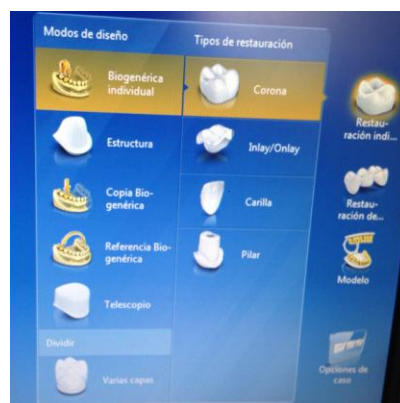 Modos de diseño
Tipos de restauración
Biogenérica
individual
Corona
Restau-
ración indi...
Estructura
Inlay/Onlay
Copia Bio-
genérica
Carilla
Restau-
ración de...
Referencia Bio-
genérica
Pilar
Modelo
Telescopio
Dividir
Varias capas
Opciones de
caso